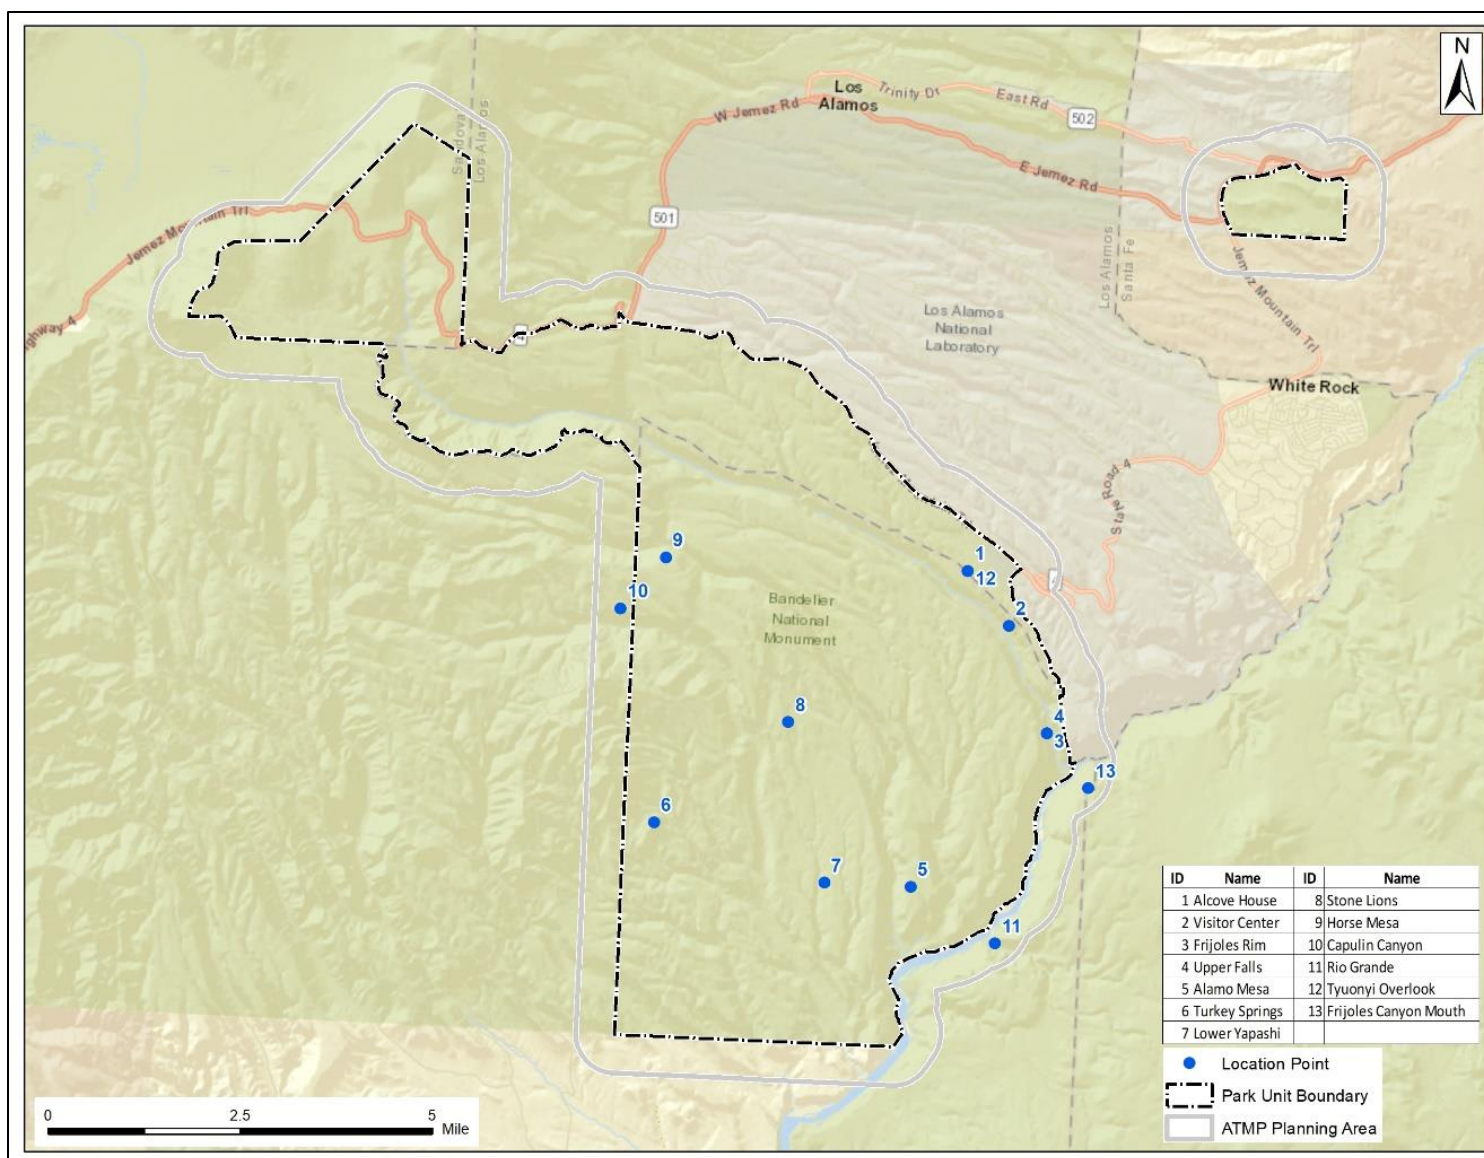 N
Los Alamos
Trinity Dr
East Rd
502
W Jemez Rd
E Jemez Rd
Sandoval
Los Alamos
Jemez Mountain Trl
501
Los Alamos
Santa Fe
Jemez Mountain Trl
Highway 4
4
Los Alamos
National
Laboratory
White Rock
State Road 4
9
1
12
10
2
Bandelier
National
Monument
8
4
3
13
6
7
5
11
ID Name ID Name
1 Alcove House 8 Stone Lions
2 Visitor Center 9 Horse Mesa
3 Frijoles Rim 10 Capulin Canyon
4 Upper Falls 11 Rio Grande
5 Alamo Mesa 12 Tyuonyi Overlook
6 Turkey Springs 13 Frijoles Canyon Mouth
7 Lower Yapashi
Location Point
Park Unit Boundary
ATMP Planning Area
0 2.5 5
Mile